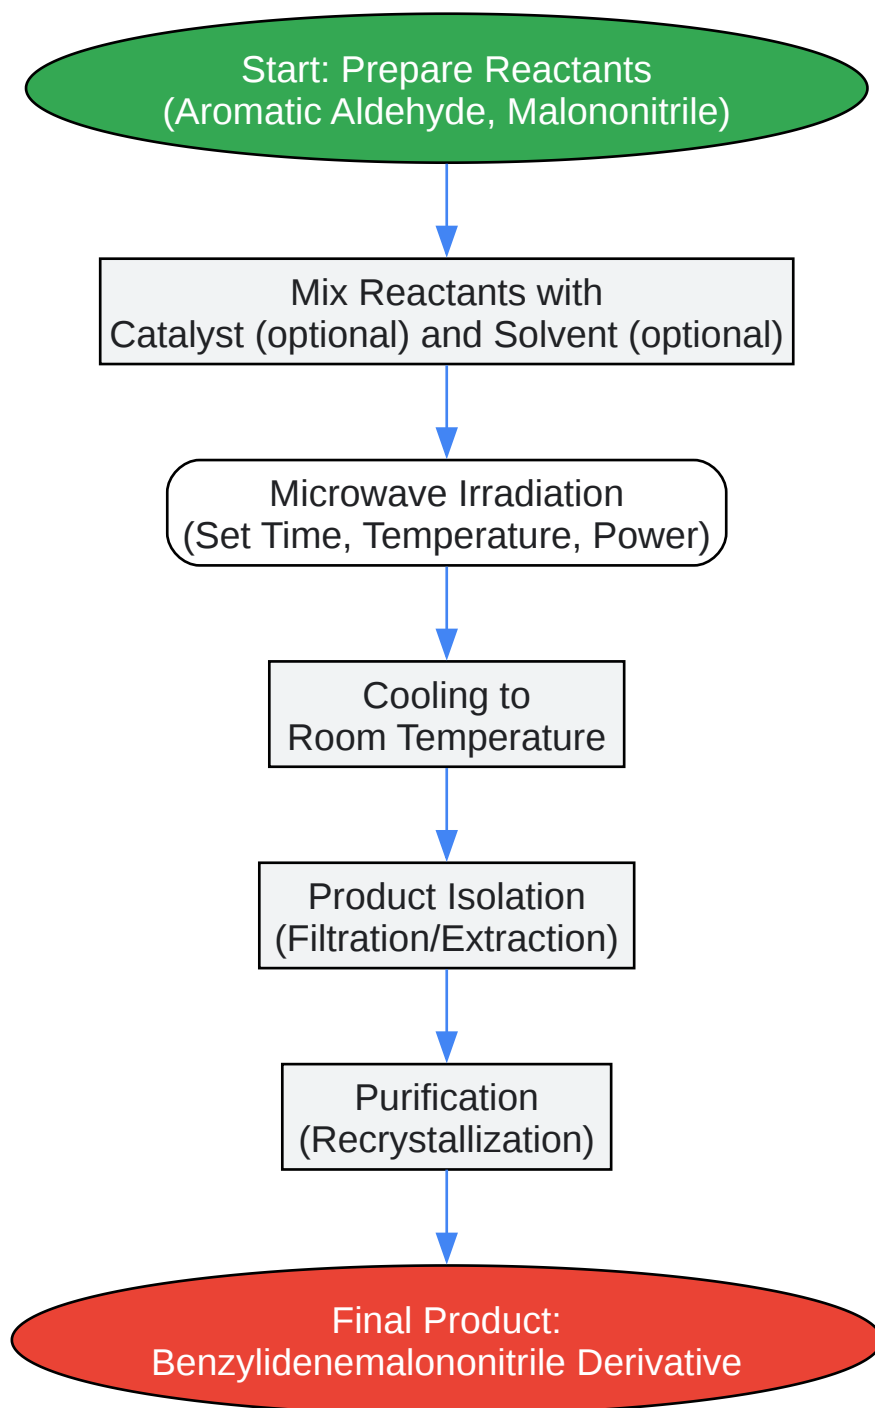 Start: Prepare Reactants
(Aromatic Aldehyde, Malononitrile)
Mix Reactants with
Catalyst (optional) and Solvent (optional)
Microwave Irradiation
(Set Time, Temperature, Power)
Cooling to
Room Temperature
Product Isolation
(Filtration/Extraction)
Purification
(Recrystallization)
Final Product:
Benzylidenemalononitrile Derivative